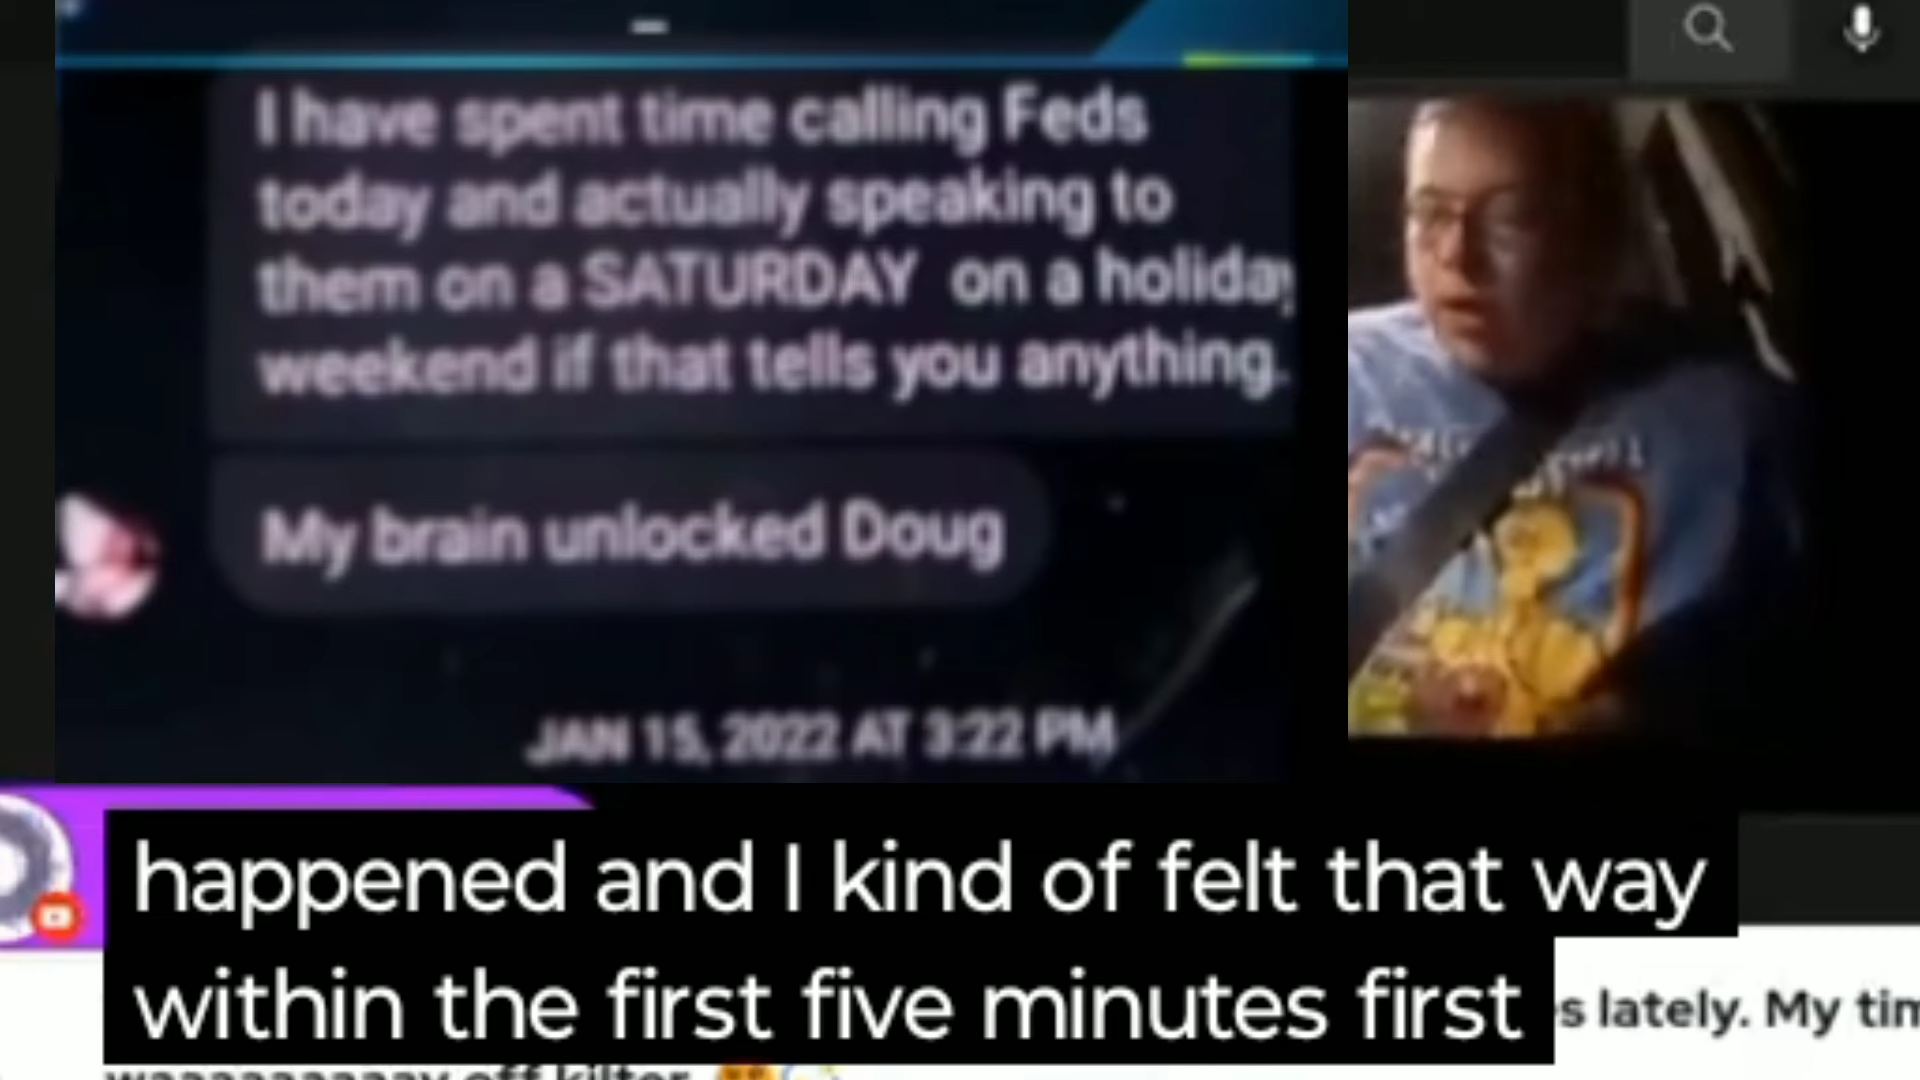 I have spent time calling Feds
today and actually speaking to
them on a SATURDAY on a holiday
weekend if that tells you anything.
My brain unlocked Doug
JAN 15, 2022 AT 3:22 PM
happened and I kind of felt that way
within the first five minutes first
lately. My
off kilter